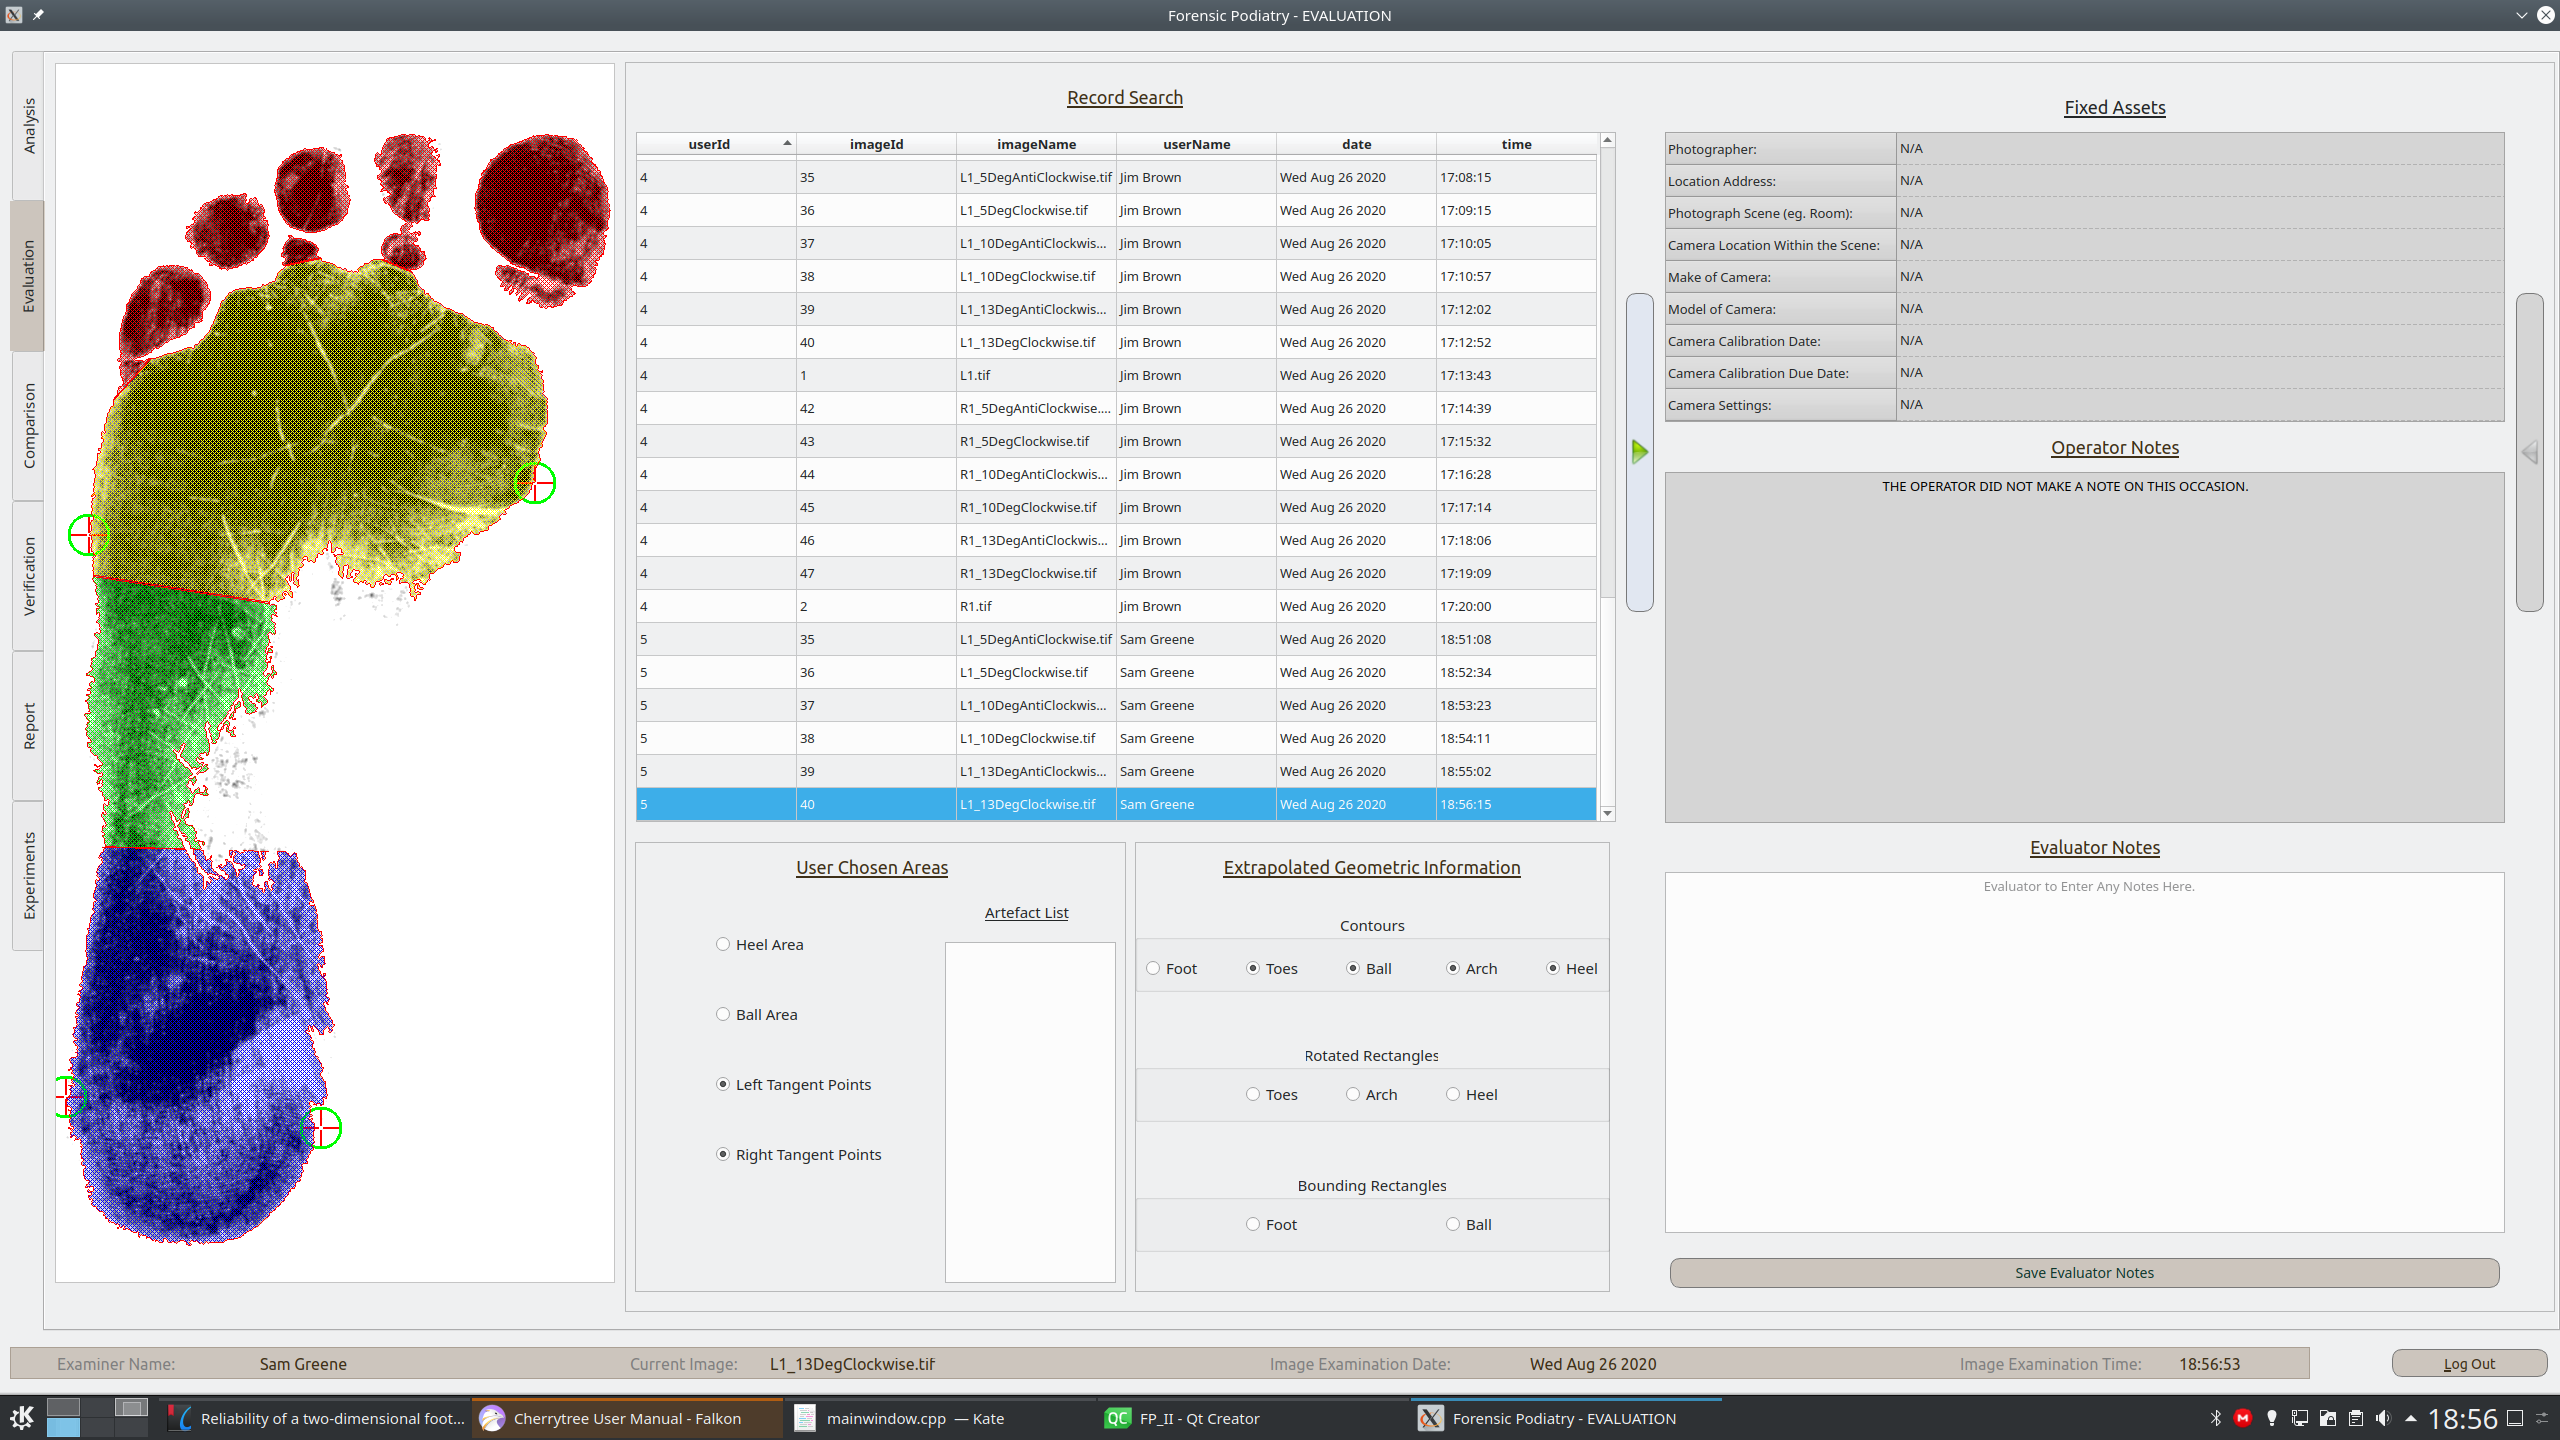 Forensic Podiatry - EVALUATION
Analysis
Evaluation
Comparison
Verification
Report
Experiments
Record Search
userId imageId imageName userName date time
4 35 L1_5DegAntiClockwise.tif Jim Brown Wed Aug 26 2020 17:08:15
4 36 L1_5DegClockwise.tif Jim Brown Wed Aug 26 2020 17:09:15
4 37 L1_10DegAntiClockwis... Jim Brown Wed Aug 26 2020 17:10:05
4 38 L1_10DegClockwise.tif Jim Brown Wed Aug 26 2020 17:10:57
4 39 L1_13DegAntiClockwis... Jim Brown Wed Aug 26 2020 17:12:02
4 40 L1_13DegClockwise.tif Jim Brown Wed Aug 26 2020 17:12:52
4 1 L1.tif Jim Brown Wed Aug 26 2020 17:13:43
4 42 R1_5DegAntiClockwise.... Jim Brown Wed Aug 26 2020 17:14:39
4 43 R1_5DegClockwise.tif Jim Brown Wed Aug 26 2020 17:15:32
4 44 R1_10DegAntiClockwis... Jim Brown Wed Aug 26 2020 17:16:28
4 45 R1_10DegClockwise.tif Jim Brown Wed Aug 26 2020 17:17:14
4 46 R1_13DegAntiClockwis... Jim Brown Wed Aug 26 2020 17:18:06
4 47 R1_13DegClockwise.tif Jim Brown Wed Aug 26 2020 17:19:09
4 2 R1.tif Jim Brown Wed Aug 26 2020 17:20:00
5 35 L1_5DegAntiClockwise.tif Sam Greene Wed Aug 26 2020 18:51:08
5 36 L1_5DegClockwise.tif Sam Greene Wed Aug 26 2020 18:52:34
5 37 L1_10DegAntiClockwis... Sam Greene Wed Aug 26 2020 18:53:23
5 38 L1_10DegClockwise.tif Sam Greene Wed Aug 26 2020 18:54:11
5 39 L1_13DegAntiClockwis... Sam Greene Wed Aug 26 2020 18:55:02
5 40 L1_13DegClockwise.tif Sam Greene Wed Aug 26 2020 18:56:15
User Chosen Areas
Artefact List
Heel Area
Ball Area
Left Tangent Points
Right Tangent Points
Extrapolated Geometric Information
Contours
Foot Toes Ball Arch Heel
Rotated Rectangles
Toes Arch Heel
Bounding Rectangles
Foot Ball
Fixed Assets
Photographer: N/A
Location Address: N/A
Photograph Scene (eg. Room): N/A
Camera Location Within the Scene: N/A
Make of Camera: N/A
Model of Camera: N/A
Camera Calibration Date: N/A
Camera Calibration Due Date: N/A
Camera Settings: N/A
Operator Notes
THE OPERATOR DID NOT MAKE A NOTE ON THIS OCCASION.
Evaluator Notes
Evaluator to Enter Any Notes Here.
Save Evaluator Notes
Examiner Name: Sam Greene Current Image: L1_13DegClockwise.tif Image Examination Date: Wed Aug 26 2020 Image Examination Time: 18:56:53 Log Out
Reliability of a two-dimensional foot... Cherrytree User Manual - Falkon mainwindow.cpp — Kate QC FP_II - Qt Creator Forensic Podiatry - EVALUATION 18:56